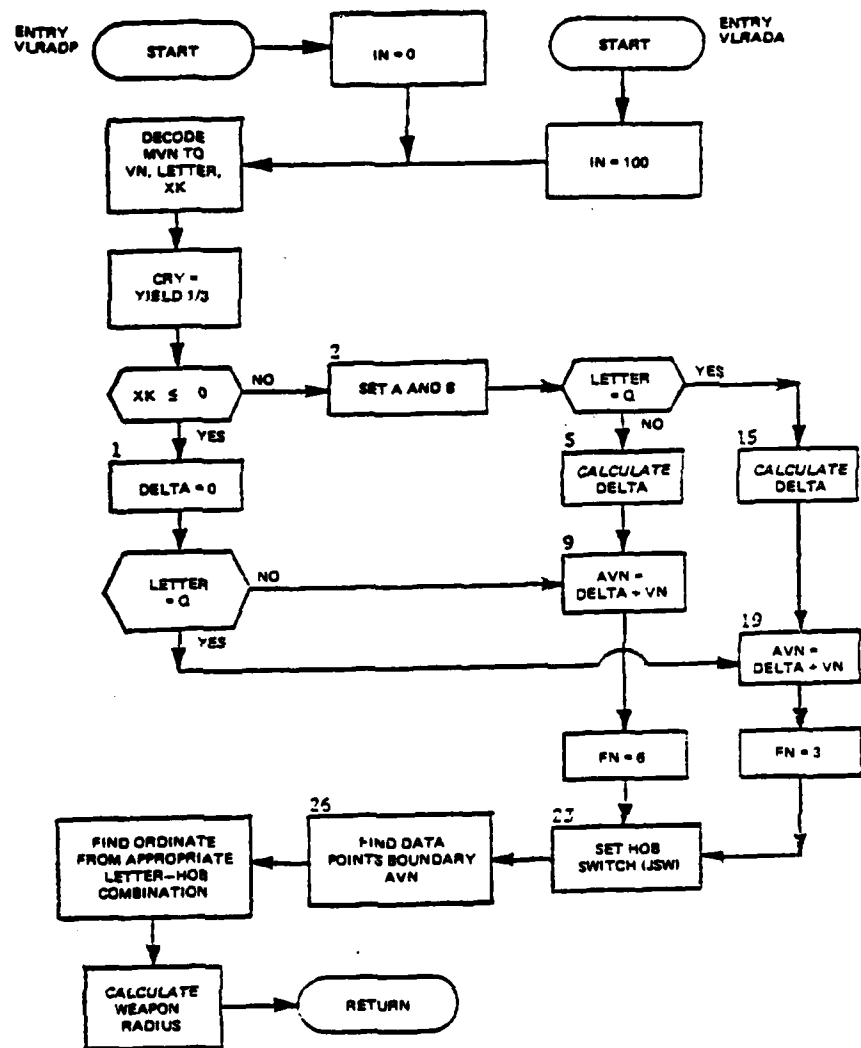 ENTRY
VLRADP
START
IN = 0
START
ENTRY
VLRADA
DECODE
MVN TO
VN, LETTER,
XK
IN = 100
CRY =
YIELD 1/3
XK ≤ 0
NO
2
SET A AND B
LETTER
= Q
YES
YES
NO
1
DELTA = 0
5
CALCULATE
DELTA
15
CALCULATE
DELTA
LETTER
= Q
NO
9
AVN =
DELTA + VN
YES
19
AVN =
DELTA + VN
FN = 6
FN = 3
FIND ORDINATE
FROM APPROPRIATE
LETTER—HOB
COMBINATION
26
FIND DATA
POINTS BOUNDARY
AVN
23
SET HOB
SWITCH (JSW)
CALCULATE
WEAPON
RADIUS
RETURN